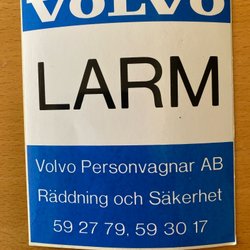 VOLVO
LARM
Volvo Personvagnar AB
Räddning och Säkerhet
59 27 79, 59 30 17